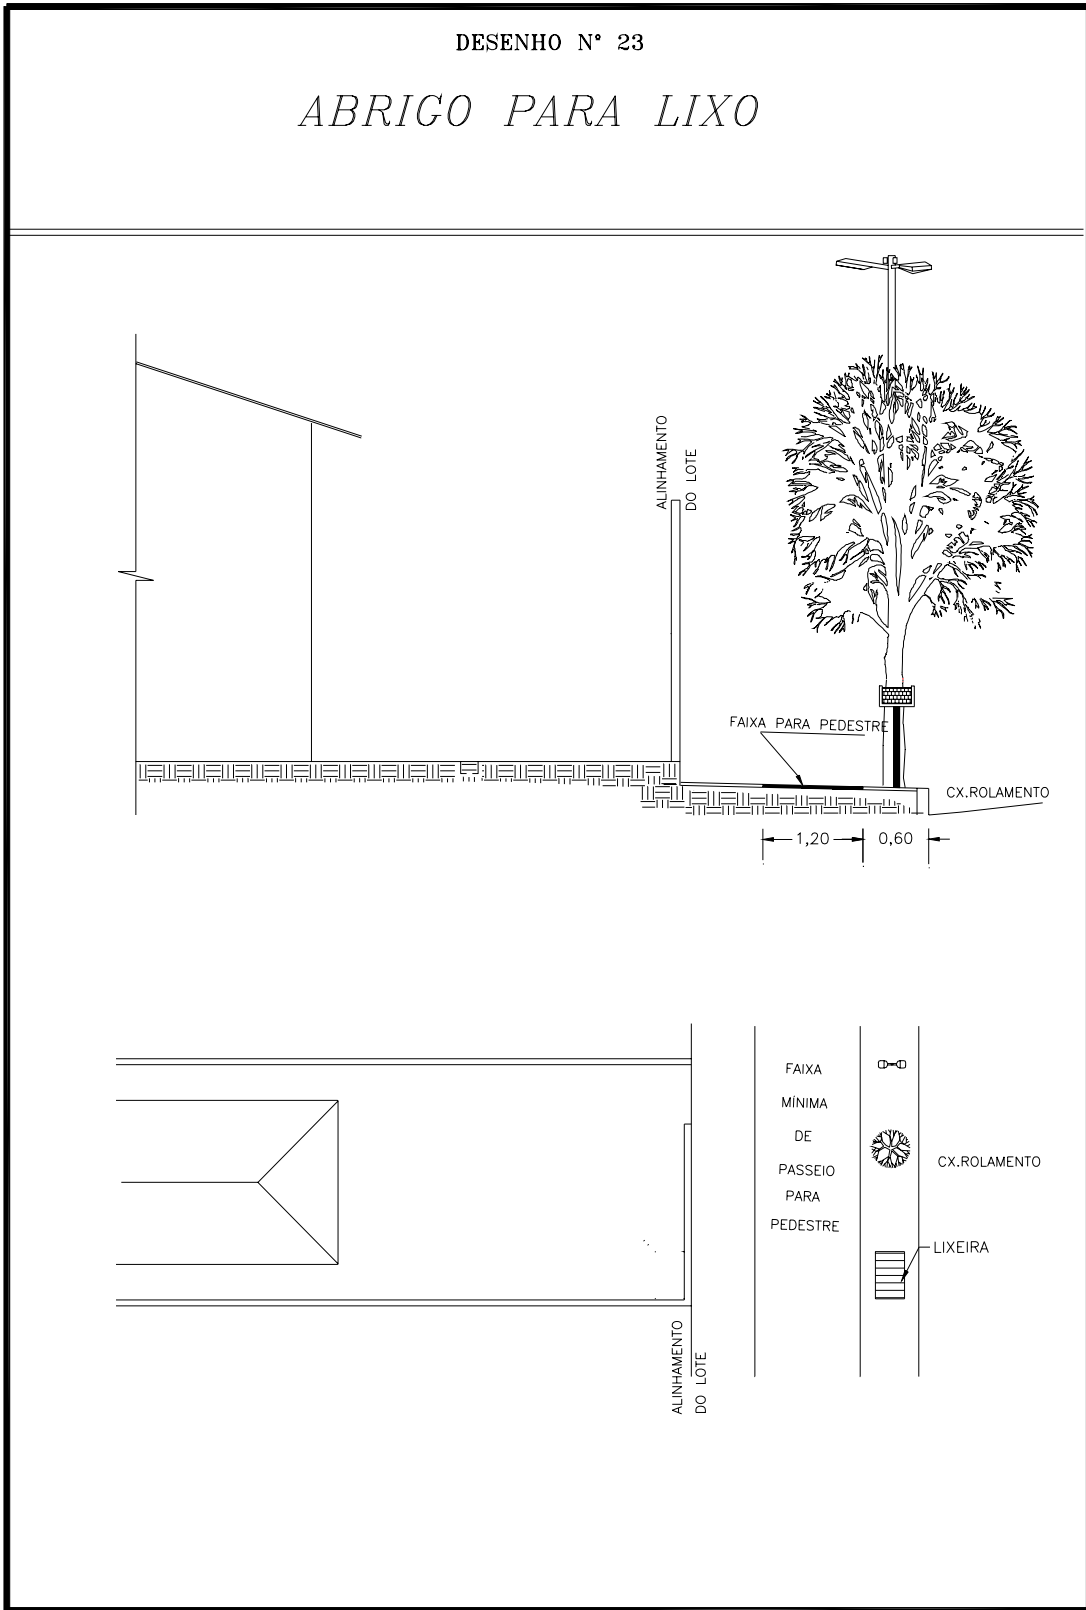 DESENHO N° 23
ABRIGO PARA LIXO
ALINHAMENTO
DO LOTE
FAIXA PARA PEDESTRE
CX.ROLAMENTO
1,20
0,60
FAIXA
MÍNIMA
DE
PASSEIO
PARA
PEDESTRE
CX.ROLAMENTO
LIXEIRA
ALINHAMENTO
DO LOTE